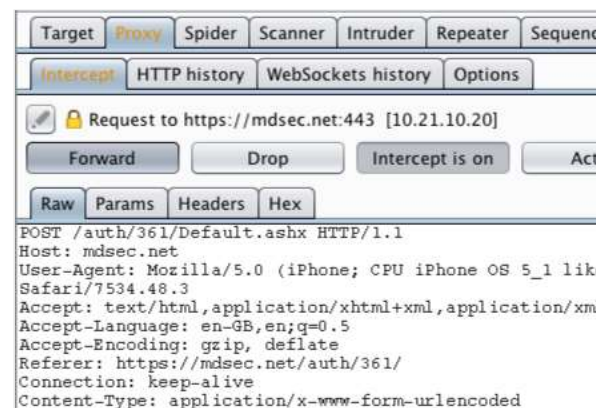 Target Proxy Spider Scanner Intruder Repeater
Intercept HTTP history WebSockets history Options
Request to https://mdsec.net:443 [10.21.10.20]
Forward Drop Intercept is on
Raw Params Headers Hex
POST /auth/361/Default.ashx HTTP/1.1
Host: mdsec.net
User-Agent: Mozilla/5.0 (iPhone; CPU iPhone OS 5_1
Safari/7534.48.3
Accept: text/html,application/xhtml+xml,application/xm
Accept-Language: en-GB,en;q=0.5
Accept-Encoding: gzip, deflate
Referer: https://mdsec.net/auth/361/
Connection: keep-alive
Content-Type: application/x-www-form-urlencoded